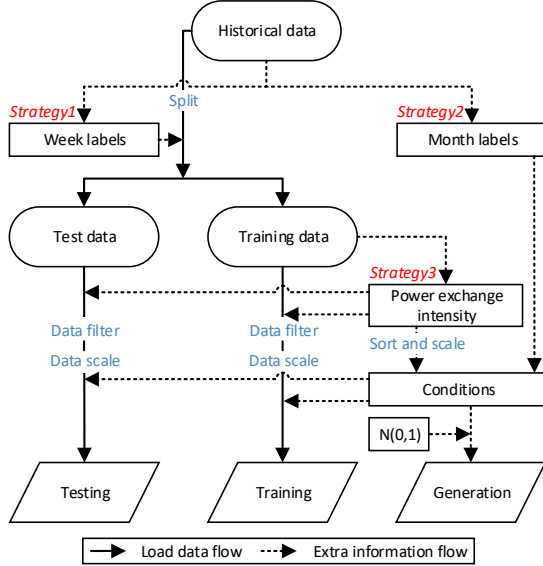 Historical data
Split
Strategy1
Strategy2
Week labels
Month labels
Test data
Training data
Strategy3
Power exchange
intensity
Data filter
Data filter
Sort and scale
Data scale
Data scale
Conditions
N(0,1)
Testing
Training
Generation
Load data flow
Extra information flow